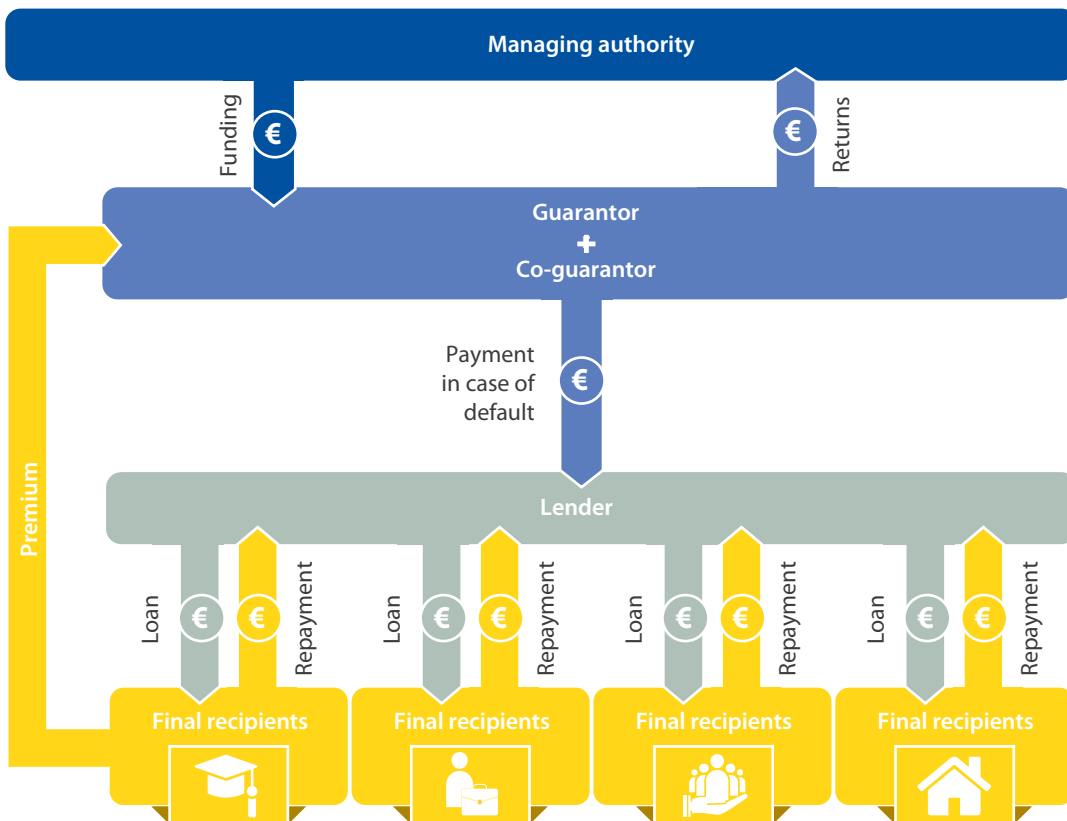 Managing authority
Funding
€
€
Returns
Guarantor
+
Co-guarantor
Payment
in case of
default
€
Premium
Lender
Loan
€
€
Repayment
Loan
€
€
Repayment
Loan
€
€
Repayment
Loan
€
€
Repayment
Final recipients
Final recipients
Final recipients
Final recipients